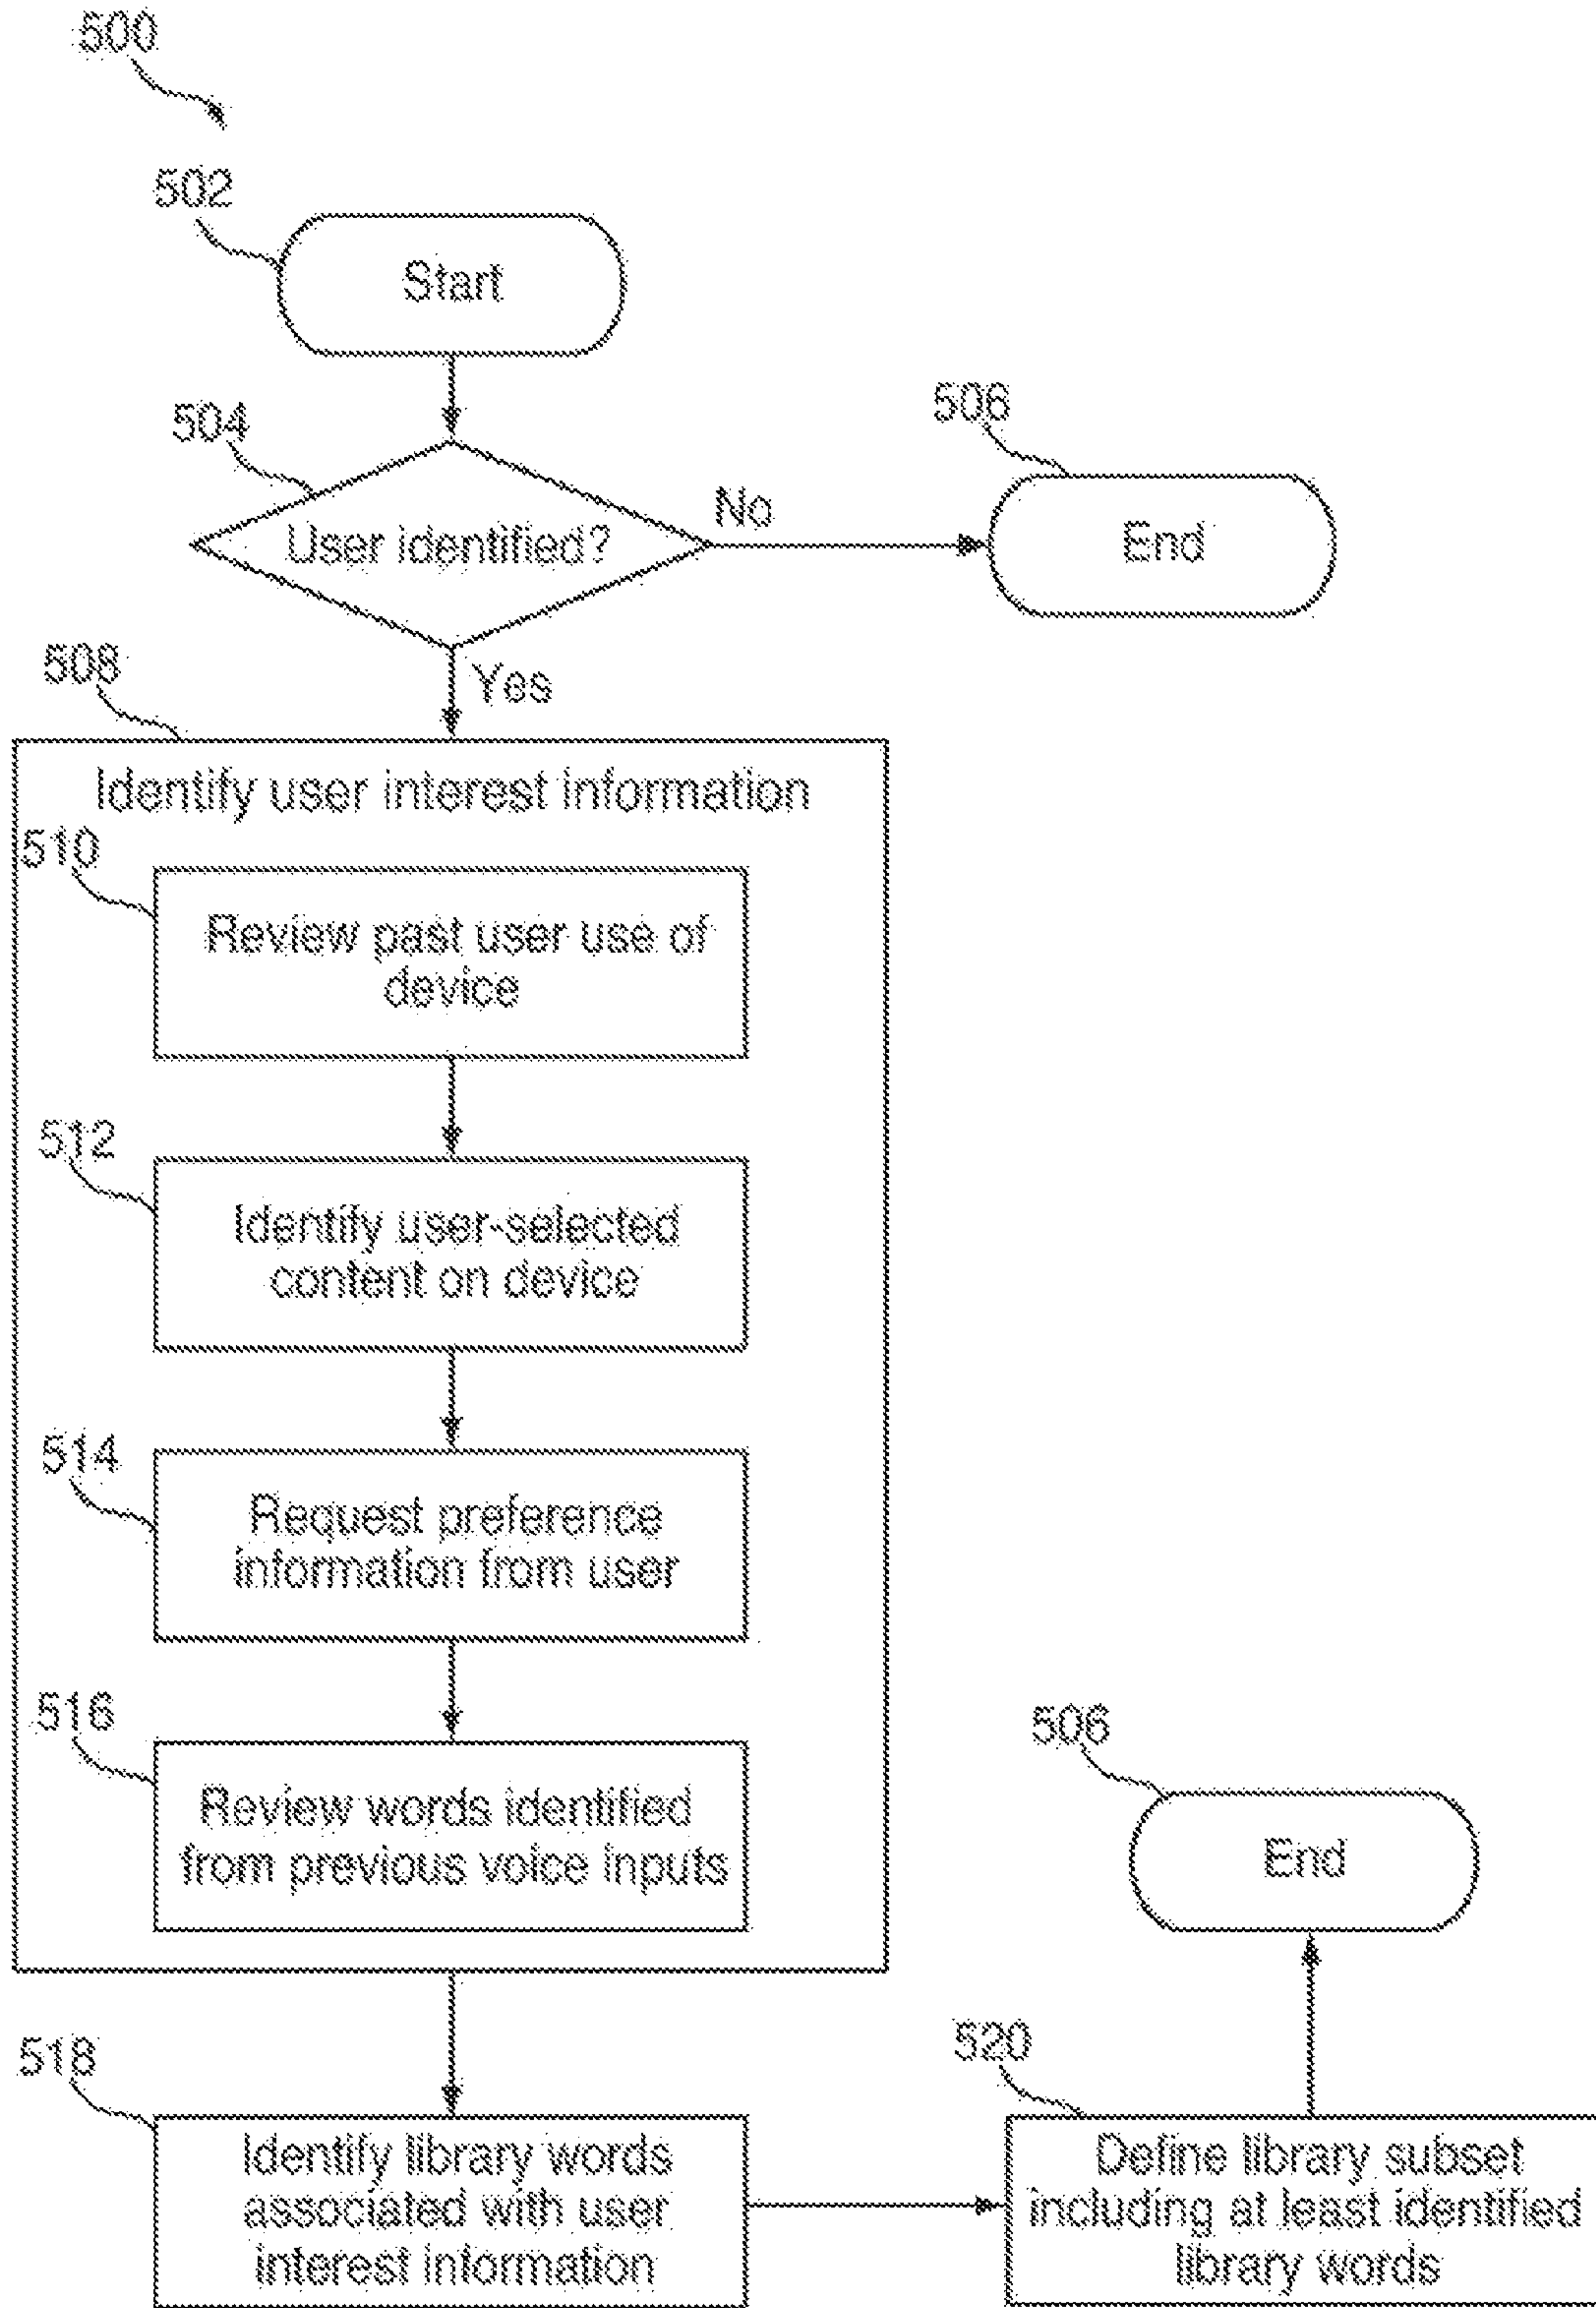 500
502
Start
504
User identified?
No
506
End
Yes
508
Identify user interest information
510
Review past user use of
device
512
Identify user-selected
content on device
514
Request preference
information from user
516
Review words identified
from previous voice inputs
506
End
518
Identify library words
associated with user
interest information
520
Define library subset
including at least identified
library words